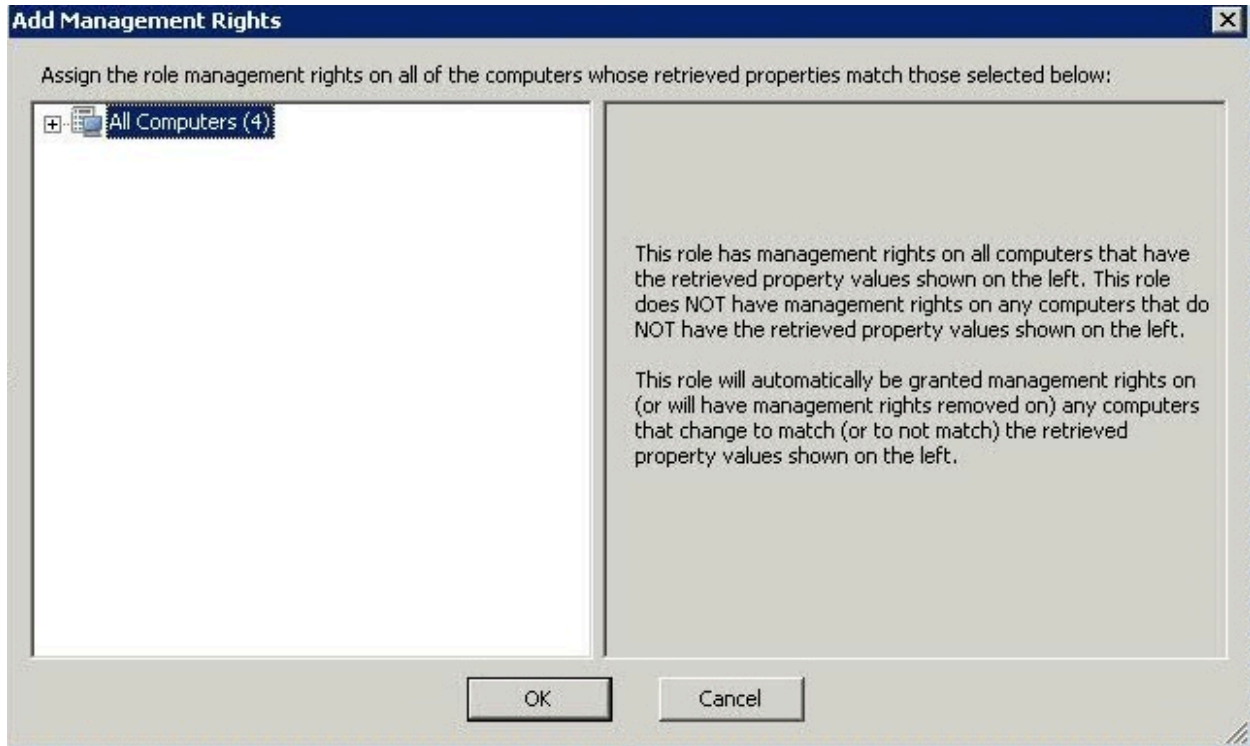 Add Management Rights
Assign the role management rights on all of the computers whose retrieved properties match those selected below:
All Computers (4)
This role has management rights on all computers that have
the retrieved property values shown on the left. This role
does NOT have management rights on any computers that do
NOT have the retrieved property values shown on the left.
This role will automatically be granted management rights on
(or will have management rights removed on) any computers
that change to match (or to not match) the retrieved
property values shown on the left.
OK
Cancel